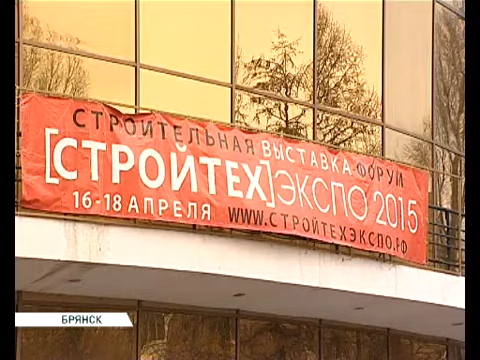 СТРОИТЕЛЬНАЯ ВЫСТАВКА-ФОРУМ
[СТРОЙТЕХ]ЭКСПО 2015
16-18 АПРЕЛЯ WWW.СТРОЙТЕХЭКСПО.РФ
БРЯНСК